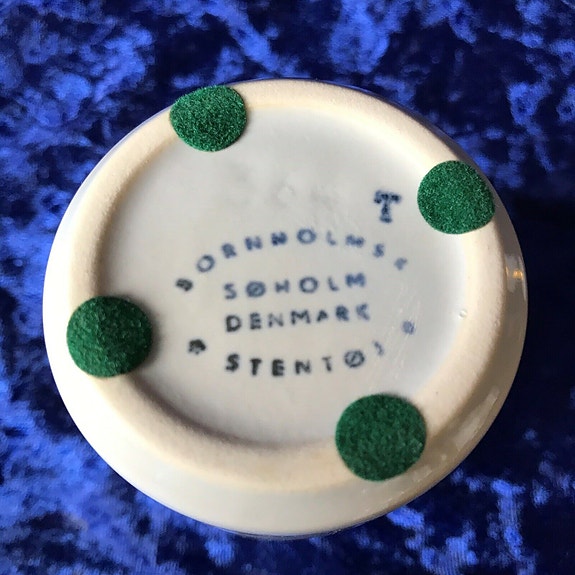 T
BORNHOLMSK
SØHOLM
DENMARK
STENTØJ